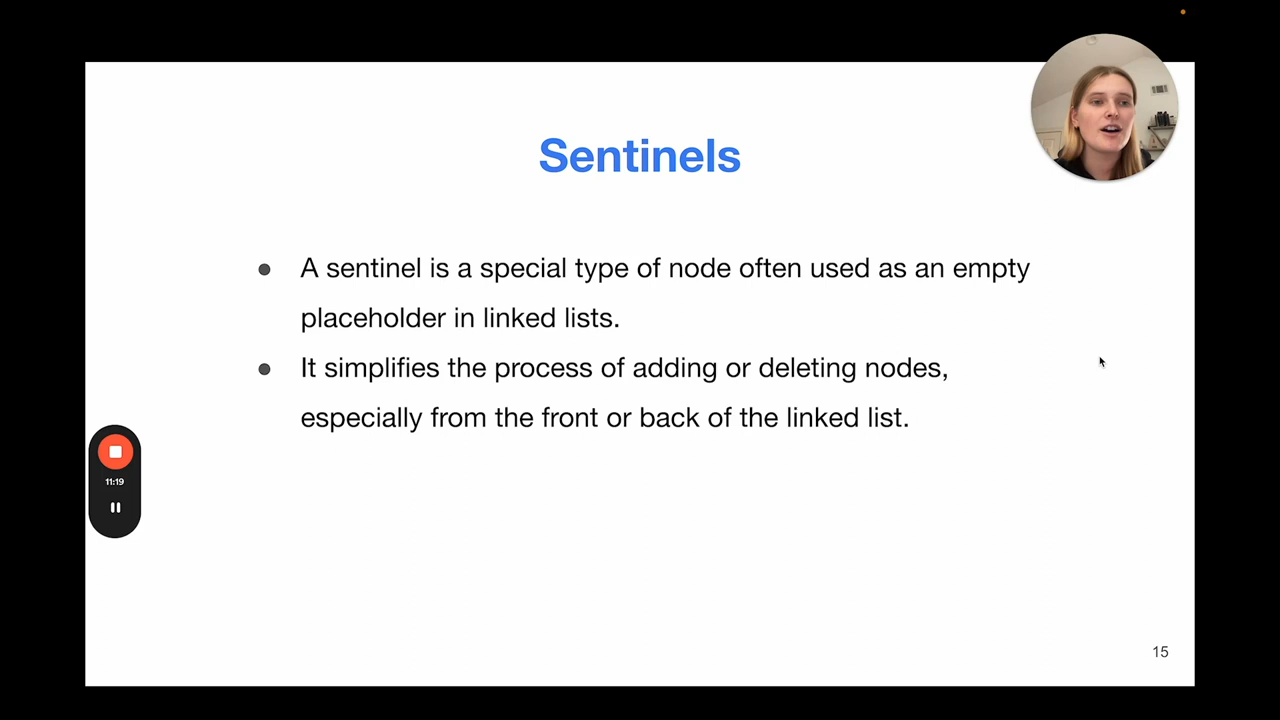 Sentinels
● A sentinel is a special type of node often used as an empty
placeholder in linked lists.
● It simplifies the process of adding or deleting nodes,
especially from the front or back of the linked list.
11:19
15